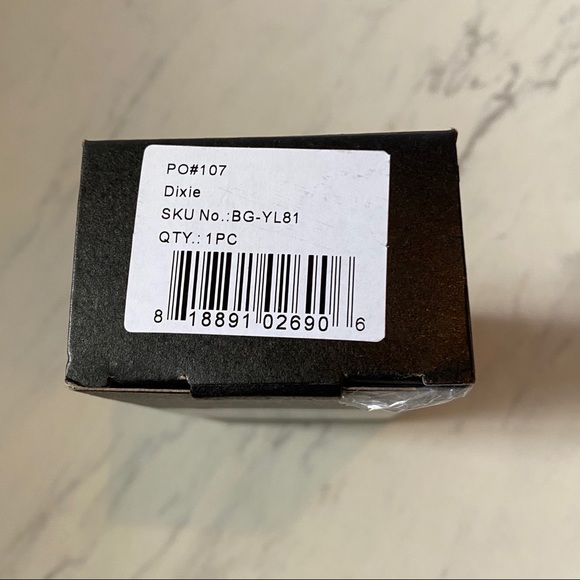 PO#107
Dixie
SKU No.:BG-YL81
QTY.: 1PC
8 18891 02690 6